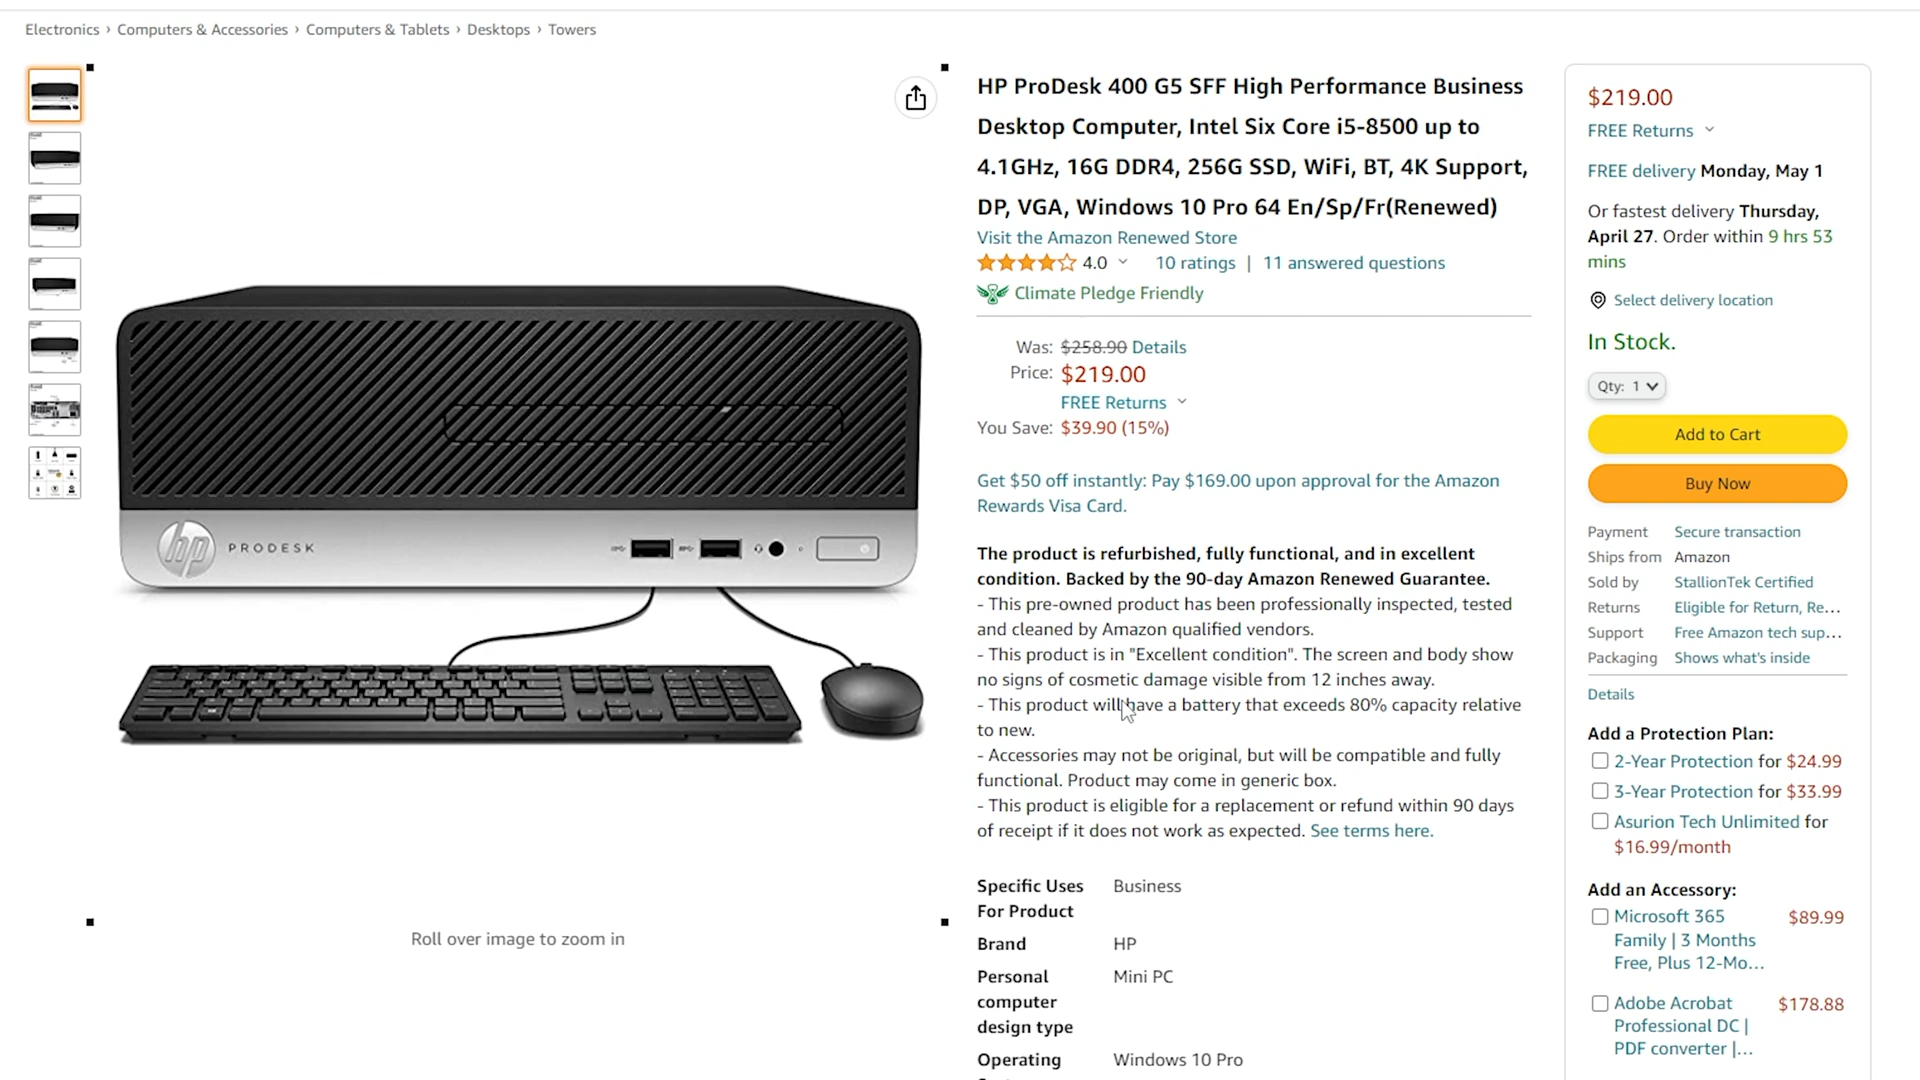 Electronics › Computers & Accessories › Computers & Tablets › Desktops › Towers
HP ProDesk 400 G5 SFF High Performance Business
Desktop Computer, Intel Six Core i5-8500 up to
4.1GHz, 16G DDR4, 256G SSD, WiFi, BT, 4K Support,
DP, VGA, Windows 10 Pro 64 En/Sp/Fr(Renewed)
Visit the Amazon Renewed Store
4.0 10 ratings | 11 answered questions
Climate Pledge Friendly
Was: $258.90 Details
Price: $219.00
FREE Returns
You Save: $39.90 (15%)
Get $50 off instantly: Pay $169.00 upon approval for the Amazon
Rewards Visa Card.
The product is refurbished, fully functional, and in excellent
condition. Backed by the 90-day Amazon Renewed Guarantee.
- This pre-owned product has been professionally inspected, tested
and cleaned by Amazon qualified vendors.
- This product is in "Excellent condition". The screen and body show
no signs of cosmetic damage visible from 12 inches away.
- This product will have a battery that exceeds 80% capacity relative
to new.
- Accessories may not be original, but will be compatible and fully
functional. Product may come in generic box.
- This product is eligible for a replacement or refund within 90 days
of receipt if it does not work as expected. See terms here.
Specific Uses Business
For Product
Brand HP
Personal Mini PC
computer
design type
Operating Windows 10 Pro
hp PRODESK
Roll over image to zoom in
$219.00
FREE Returns
FREE delivery Monday, May 1
Or fastest delivery Thursday,
April 27. Order within 9 hrs 53
mins
Select delivery location
In Stock.
Qty: 1
Add to Cart
Buy Now
Payment Secure transaction
Ships from Amazon
Sold by StallionTek Certified
Returns Eligible for Return, Re...
Support Free Amazon tech sup...
Packaging Shows what's inside
Details
Add a Protection Plan:
2-Year Protection for $24.99
3-Year Protection for $33.99
Asurion Tech Unlimited for
$16.99/month
Add an Accessory:
Microsoft 365 $89.99
Family | 3 Months
Free, Plus 12-Mo...
Adobe Acrobat $178.88
Professional DC |
PDF converter |...